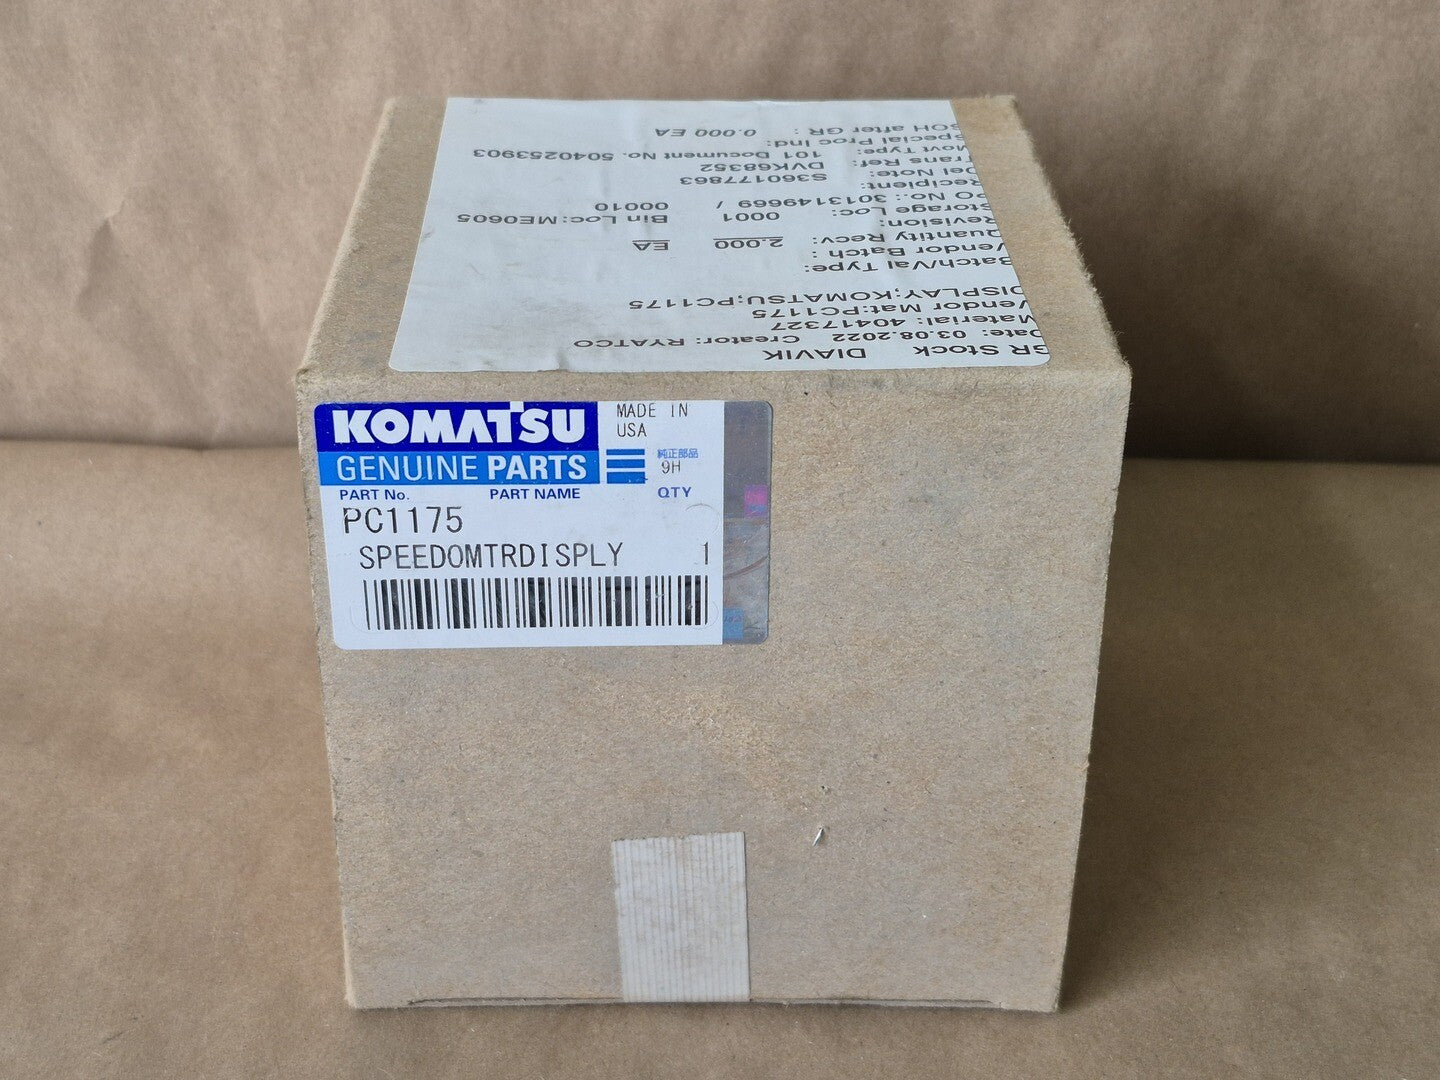 GR Stock DIAVIK
Date: 03.08.2022 Creator: RYATCO
Material: 40417327
Vendor Mat:PC1175
DISPLAY;KOMATSU;PC1175
Batch/Val Type:
Vendor Batch :
Quantity Recv: 2.000 EA
Revision:
Storage Loc: 0001 Bin Loc:ME0605
PO No.: 3013149669 / 00010
Recipient:
Del Note: S360177863
Trans Ref: DVK68352
Movt Type: 101 Document No. 5040253903
Special Proc Ind:
SOH after GR : 0.000 EA
KOMATSU
MADE IN
USA
GENUINE PARTS
純正部品
9H
PART No. PART NAME QTY
PC1175
SPEEDOMTRDISPLY 1